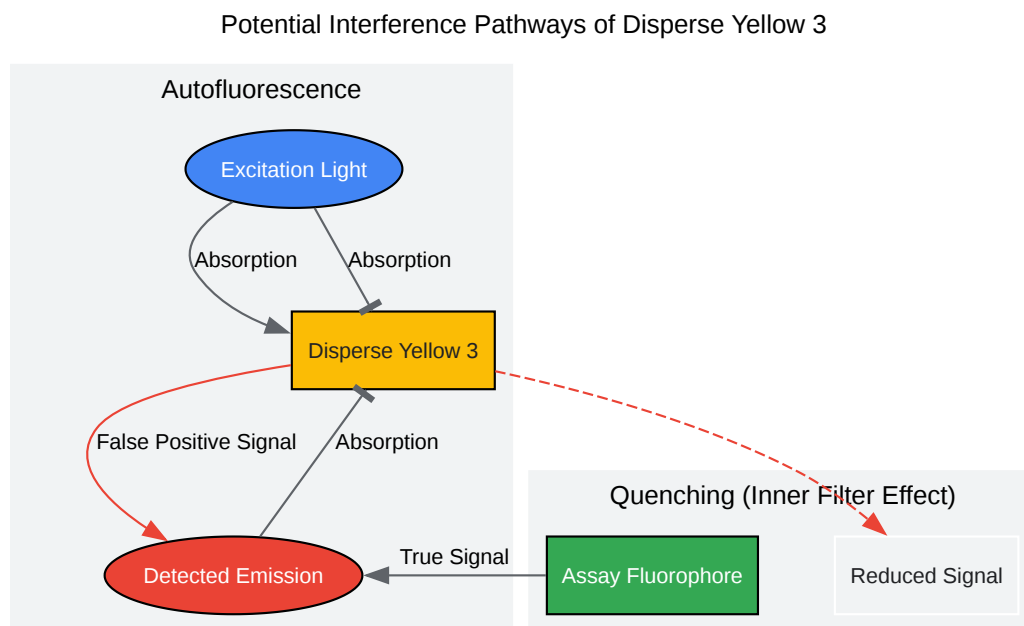 Potential Interference Pathways of Disperse Yellow 3
Autofluorescence
Excitation Light
Absorption
Absorption
Disperse Yellow 3
False Positive Signal
Absorption
Quenching (Inner Filter Effect)
True Signal
Detected Emission
Assay Fluorophore
Reduced Signal